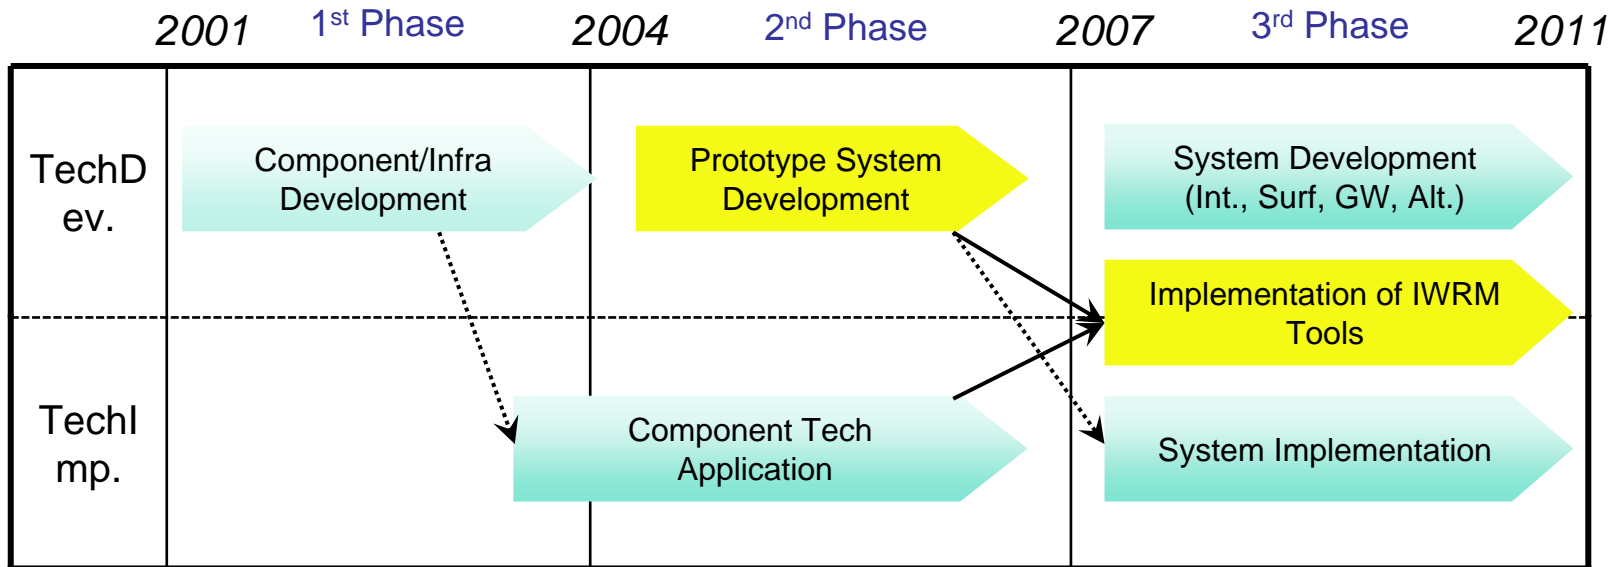 2001 1st Phase 2004 2nd Phase 2007 3rd Phase 2011
TechD
ev.
Component/Infra
Development
Prototype System
Development
System Development
(Int., Surf, GW, Alt.)
Implementation of IWRM
Tools
TechI
mp.
Component Tech
Application
System Implementation